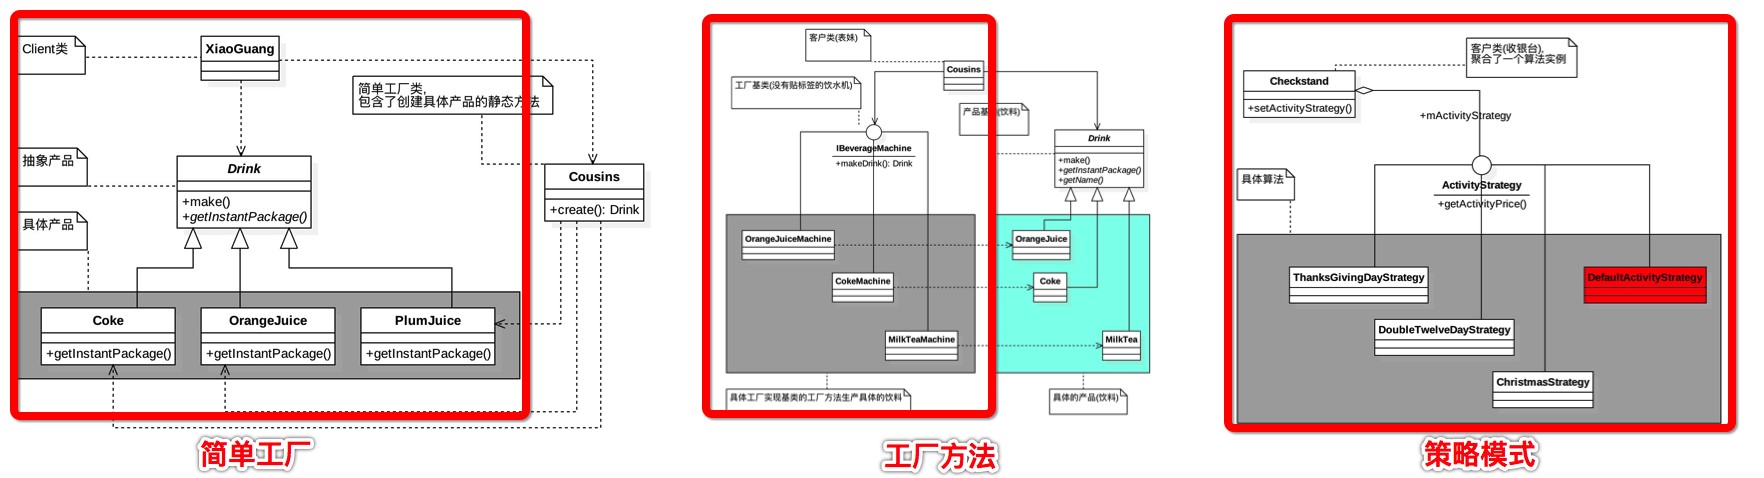 Client类
XiaoGuang
简单工厂类,
包含了创建具体产品的静态方法
抽象产品
Drink
+make()
+getInstantPackage()
Cousins
+create(): Drink
具体产品
Coke
+getInstantPackage()
OrangeJuice
+getInstantPackage()
PlumJuice
+getInstantPackage()
简单工厂
客户类(表妹)
Cousins
工厂基类(没有贴标签的饮水机)
产品基类(饮料)
IBeverageMachine
+makeDrink(): Drink
Drink
+make()
+getInstantPackage()
+getName()
OrangeJuiceMachine
OrangeJuice
CokeMachine
Coke
MilkTeaMachine
MilkTea
具体工厂实现基类的工厂方法生产具体的饮料
具体的产品(饮料)
工厂方法
客户类(收银台),
聚合了一个算法实例
Checkstand
+setActivityStrategy()
+mActivityStrategy
具体算法
ActivityStrategy
+getActivityPrice()
ThanksGivingDayStrategy
DefaultActivityStrategy
DoubleTwelveDayStrategy
ChristmasStrategy
策略模式